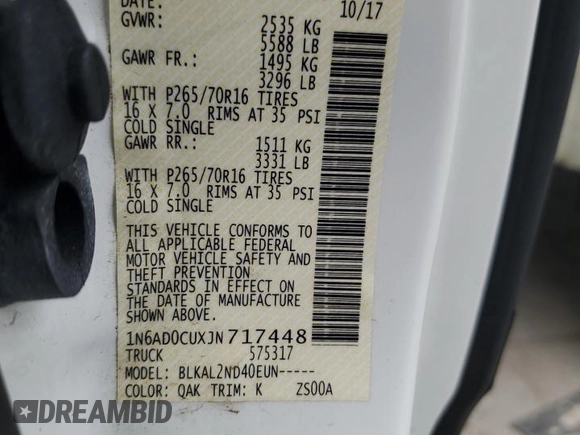 DATE: 10/17
GVWR: 2535 KG
5588 LB
GAWR FR.: 1495 KG
3296 LB
WITH P265/70R16 TIRES
16 X 7.0 RIMS AT 35 PSI
COLD SINGLE
GAWR RR.: 1511 KG
3331 LB
WITH P265/70R16 TIRES
16 X 7.0 RIMS AT 35 PSI
COLD SINGLE
THIS VEHICLE CONFORMS TO
ALL APPLICABLE FEDERAL
MOTOR VEHICLE SAFETY AND
THEFT PREVENTION
STANDARDS IN EFFECT ON
THE DATE OF MANUFACTURE
SHOWN ABOVE.
1N6AD0CUXJN717448
TRUCK 575317
MODEL: BLKAL2ND40EUN-----
COLOR: QAK TRIM: K ZS00A
DREAMBID